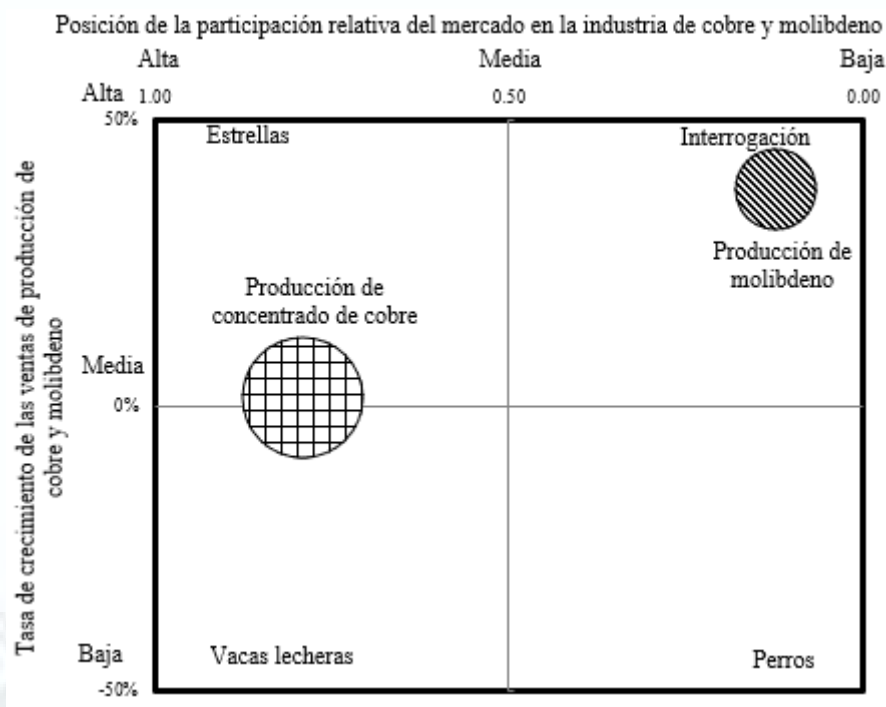 Posición de la participación relativa del mercado en la industria de cobre y molibdeno
Alta Media Baja
Alta 1.00 0.50 0.00
50%
Estrellas Interrogación
Tasa de crecimiento de las ventas de producción de
cobre y molibdeno
Producción de
molibdeno
Producción de
concentrado de cobre
Media
0%
Baja Vacas lecheras Perros
-50%